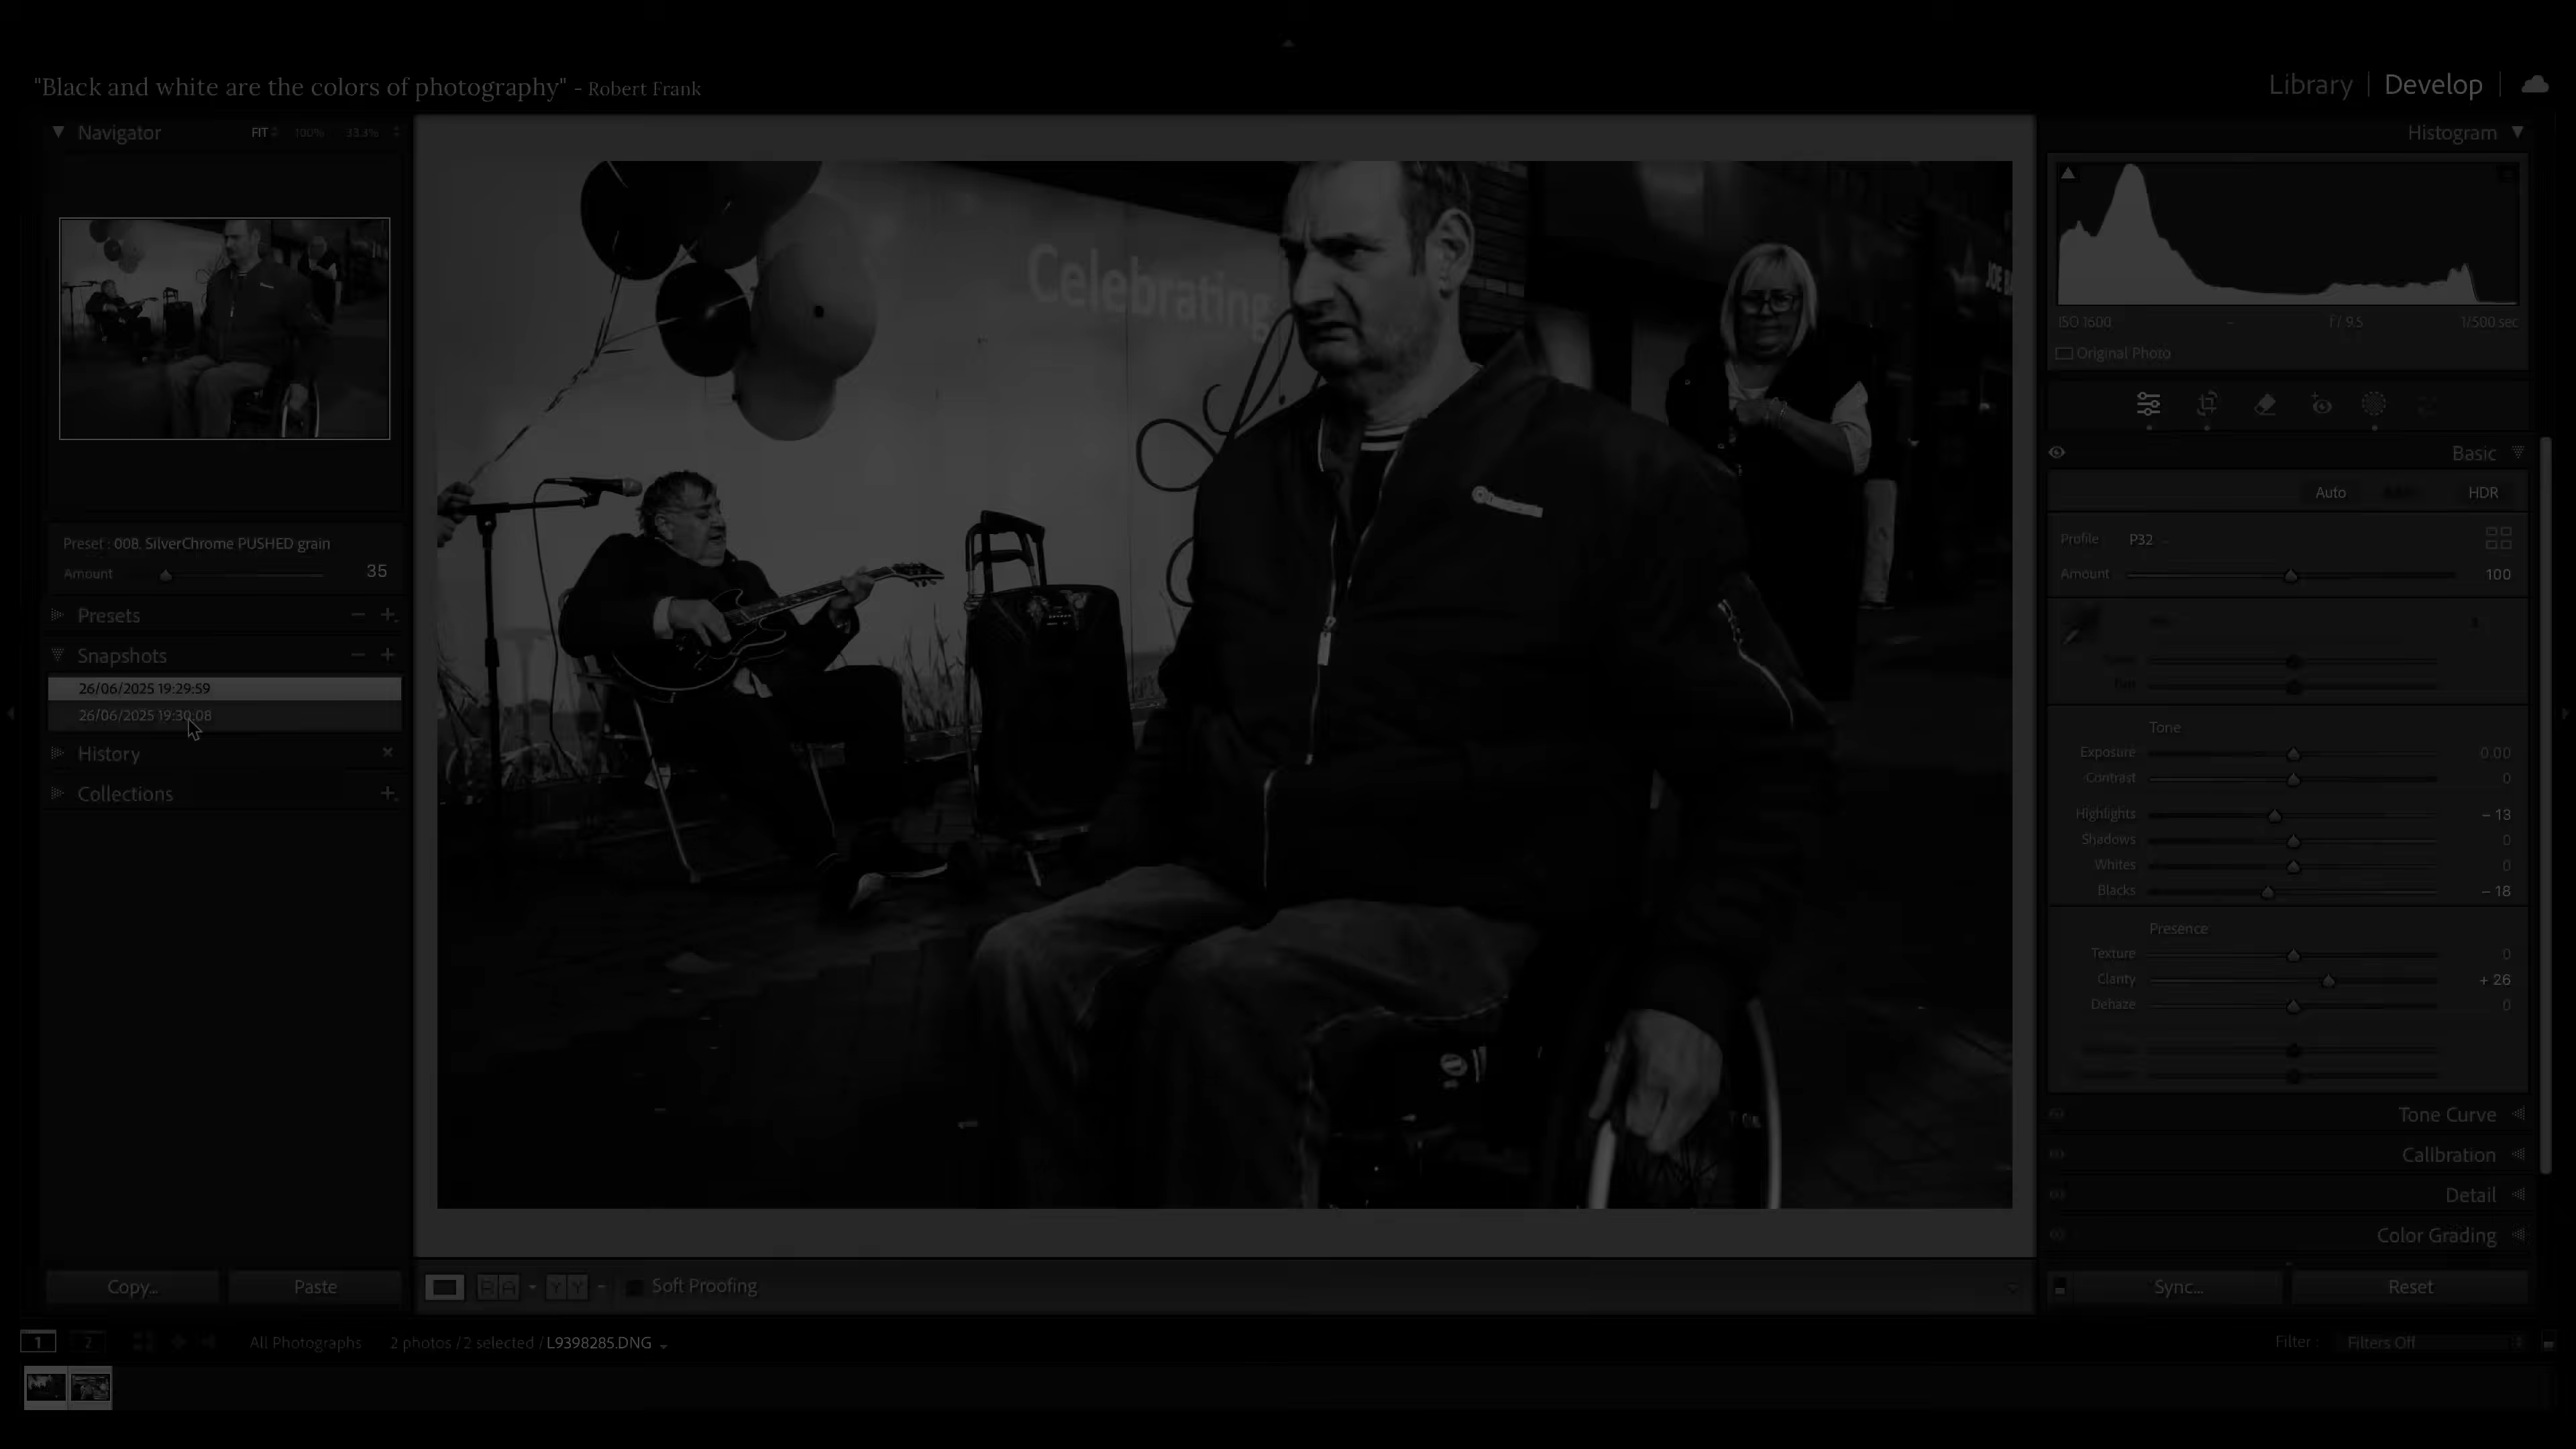 "Black and white are the colors of photography" - Robert Frank
Library | Develop |
Navigator FIT 100% 33.3%
Histogram
ISO 1600 - f / 9.5 1/500 sec
Original Photo
Basic
Auto HDR
Profile P32
Amount 100
Preset : 008. SilverChrome PUSHED grain
Amount 35
Presets
Snapshots
26/06/2025 19:29:59
26/06/2025 19:30:08
History
Collections
Celebrating
JOE BA
Tone
Exposure 0.00
Contrast 0
Highlights - 13
Shadows 0
Whites 0
Blacks - 18
Presence
Texture 0
Clarity + 26
Dehaze 0
Tone Curve
Calibration
Detail
Color Grading
Copy... Paste
R A Y Y Soft Proofing
Sync... Reset
1 2 All Photographs 2 photos / 2 selected / L9398285.DNG
Filter : Filters Off